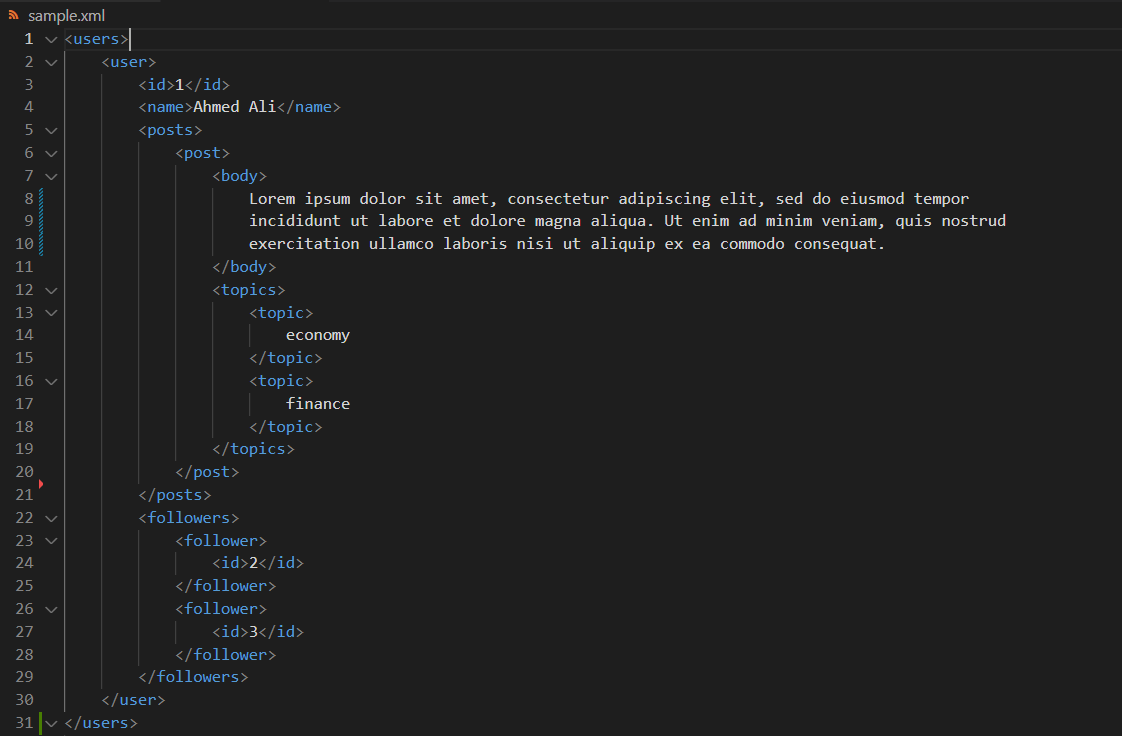 sample.xml
1 <users>
2     <user>
3         <id>1</id>
4         <name>Ahmed Ali</name>
5         <posts>
6             <post>
7                 <body>
8                     Lorem ipsum dolor sit amet, consectetur adipiscing elit, sed do eiusmod tempor
9                     incididunt ut labore et dolore magna aliqua. Ut enim ad minim veniam, quis nostrud
10                     exercitation ullamco laboris nisi ut aliquip ex ea commodo consequat.
11                 </body>
12                 <topics>
13                     <topic>
14                         economy
15                     </topic>
16                     <topic>
17                         finance
18                     </topic>
19                 </topics>
20             </post>
21         </posts>
22         <followers>
23             <follower>
24                 <id>2</id>
25             </follower>
26             <follower>
27                 <id>3</id>
28             </follower>
29         </followers>
30     </user>
31 </users>